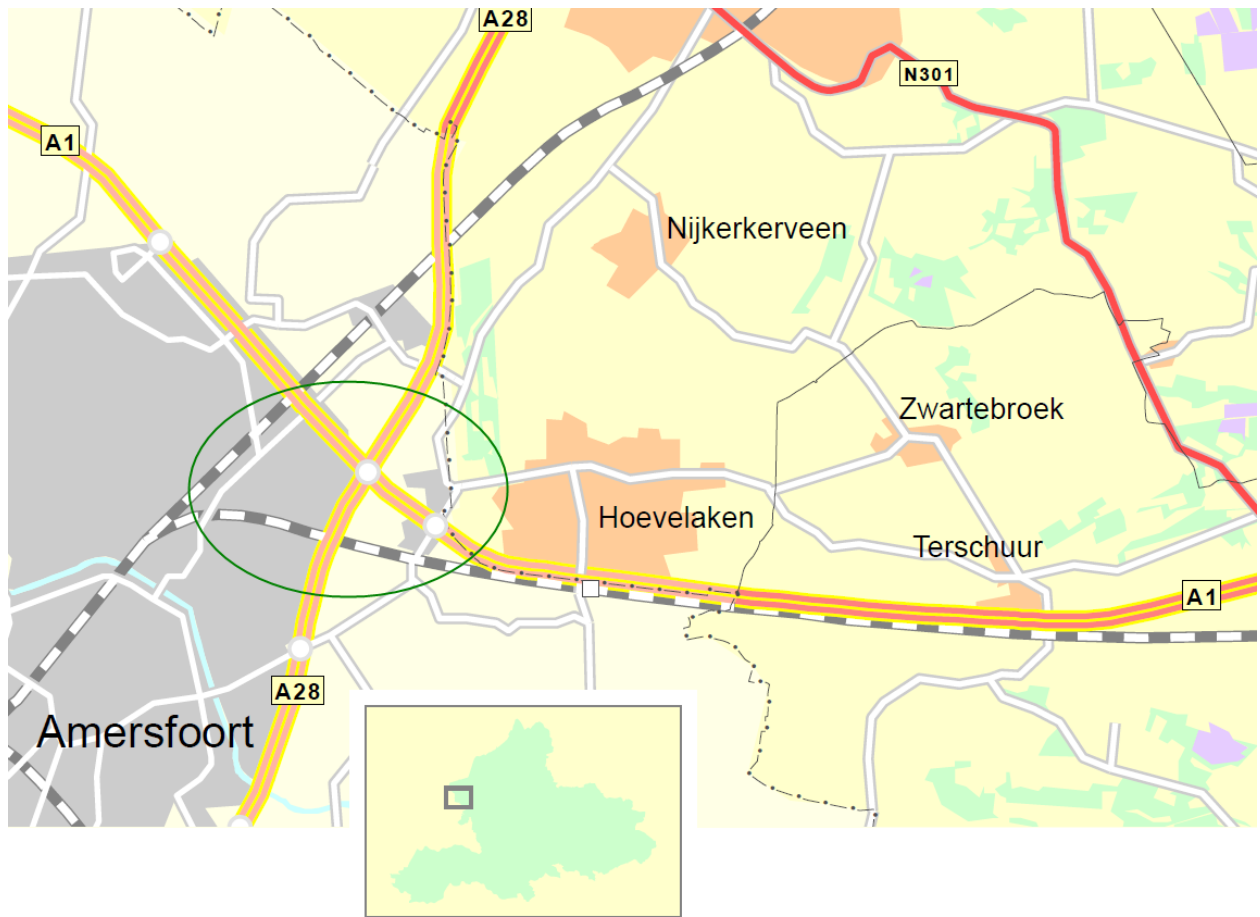 A28
N301
A1
Nijkerkerveen
Zwartebroek
Hoevelaken
Terschuur
A1
A28
Amersfoort